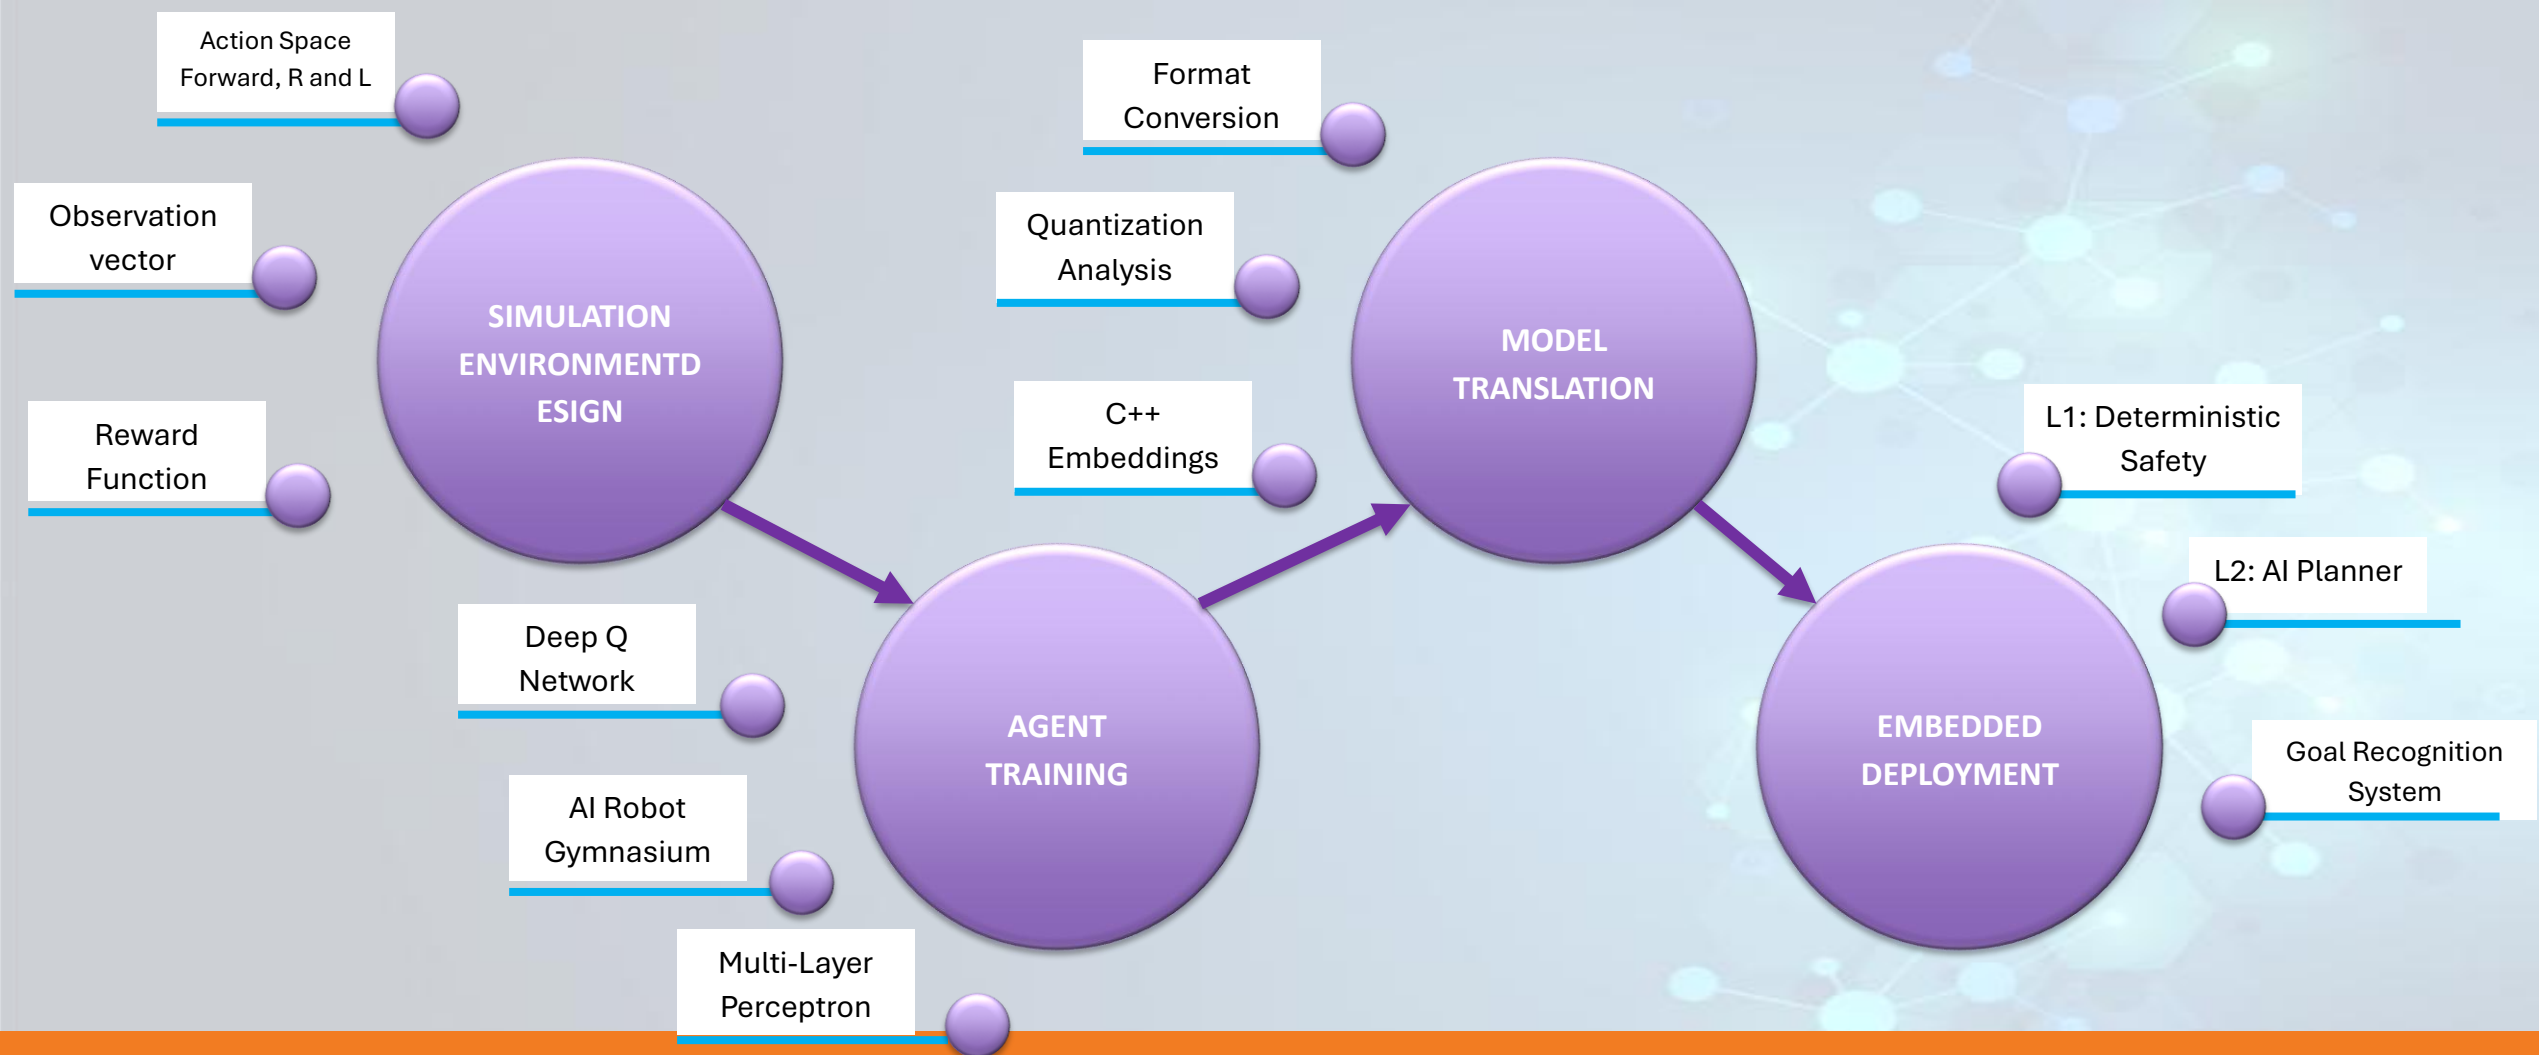 Action Space
Forward, R and L
Observation
vector
Reward
Function
SIMULATION
ENVIRONMENTD
ESIGN
Deep Q
Network
AI Robot
Gymnasium
Multi-Layer
Perceptron
AGENT
TRAINING
Format
Conversion
Quantization
Analysis
C++
Embeddings
MODEL
TRANSLATION
L1: Deterministic
Safety
L2: AI Planner
Goal Recognition
System
EMBEDDED
DEPLOYMENT